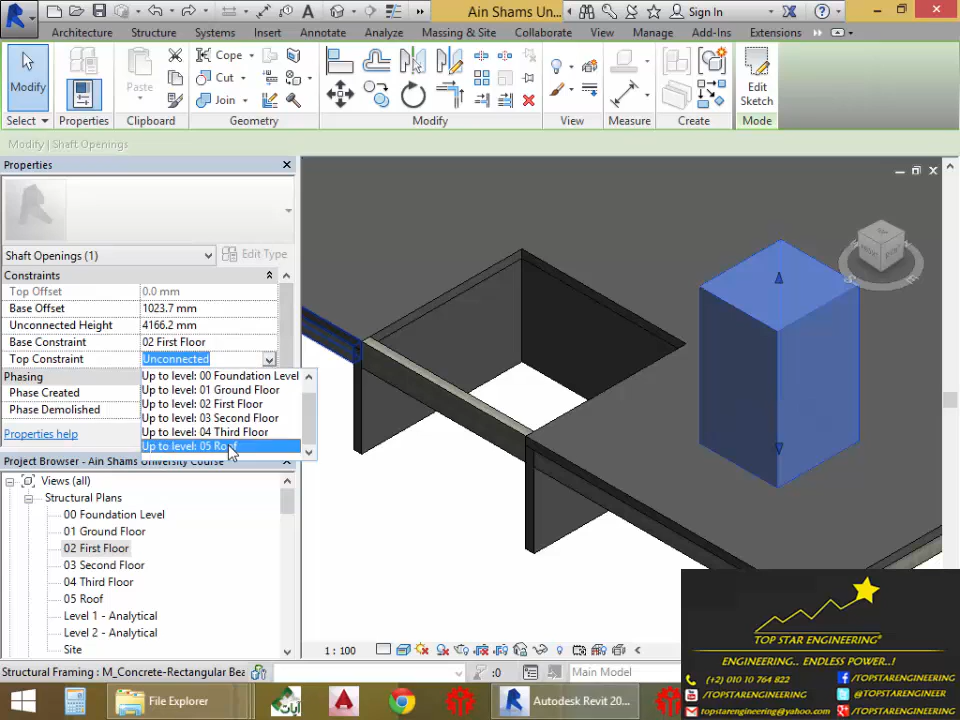 Ain Shams Un...
Sign In
Architecture Structure Systems Insert Annotate Analyze Massing & Site Collaborate View Manage Add-Ins Extensions
Modify
Paste
Cope
Cut
Join
Edit
Sketch
Select Properties Clipboard Geometry Modify View Measure Create Mode
Modify | Shaft Openings
Properties
Shaft Openings (1)
Edit Type
Constraints
Top Offset 0.0 mm
Base Offset 1023.7 mm
Unconnected Height 4166.2 mm
Base Constraint 02 First Floor
Top Constraint Unconnected
Phasing
Phase Created
Phase Demolished
Up to level: 00 Foundation Level
Up to level: 01 Ground Floor
Up to level: 02 First Floor
Up to level: 03 Second Floor
Up to level: 04 Third Floor
Up to level: 05 Roof
Properties help
Project Browser - Ain Shams University Course
Views (all)
Structural Plans
00 Foundation Level
01 Ground Floor
02 First Floor
03 Second Floor
04 Third Floor
05 Roof
Level 1 - Analytical
Level 2 - Analytical
Site
1 : 100
Structural Framing : M_Concrete-Rectangular Bea
:0
Main Model
File Explorer
Autodesk Revit 20...
TOP STAR ENGINEERING®
ENGINEERING.. ENDLESS POWER..!
(+2) 010 10 764 822
/TOPSTARENGINEERING
/TOPSTARENGINEERING
@TOPSTARENGINEER
topstarengineering@yahoo.com
/TOPSTARENGINEERING